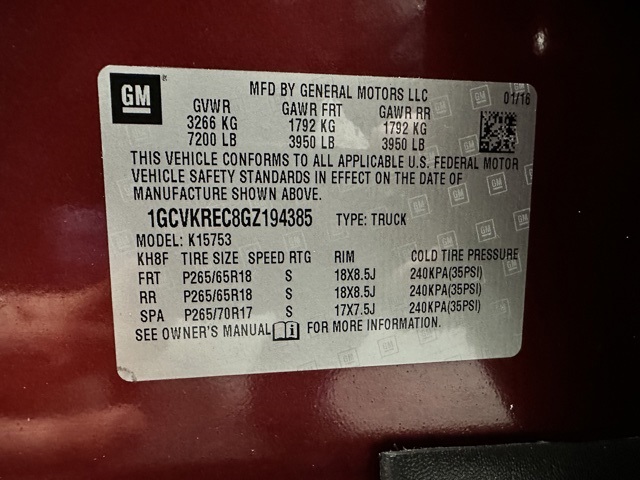 GM
MFD BY GENERAL MOTORS LLC
01/16
GVWR GAWR FRT GAWR RR
3266 KG 1792 KG 1792 KG
7200 LB 3950 LB 3950 LB
THIS VEHICLE CONFORMS TO ALL APPLICABLE U.S. FEDERAL MOTOR
VEHICLE SAFETY STANDARDS IN EFFECT ON THE DATE OF
MANUFACTURE SHOWN ABOVE.
1GCVKREC8GZ194385 TYPE: TRUCK
MODEL: K15753
KH8F TIRE SIZE SPEED RTG RIM COLD TIRE PRESSURE
FRT P265/65R18 S 18X8.5J 240KPA(35PSI)
RR P265/65R18 S 18X8.5J 240KPA(35PSI)
SPA P265/70R17 S 17X7.5J 240KPA(35PSI)
SEE OWNER'S MANUAL FOR MORE INFORMATION.